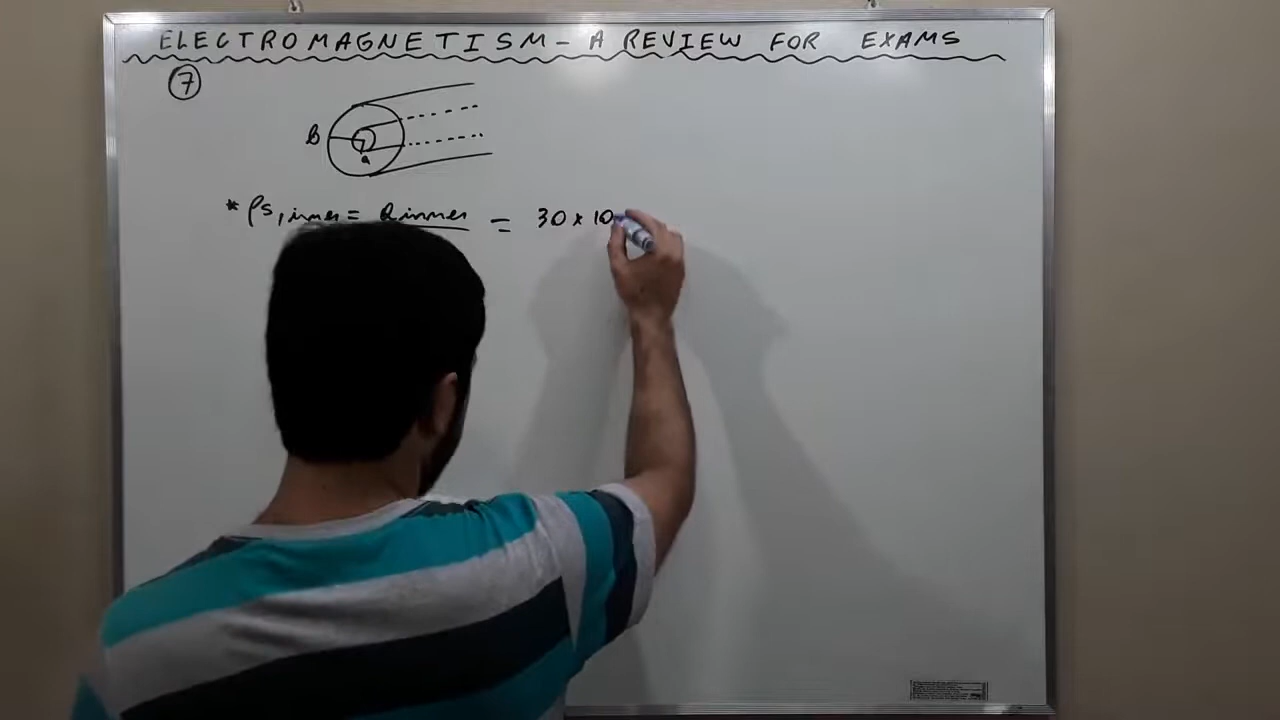 ELECTROMAGNETISM - A REVIEW FOR EXAMS
7
B
a
* ρs, inner = Qinner = 30 x 10